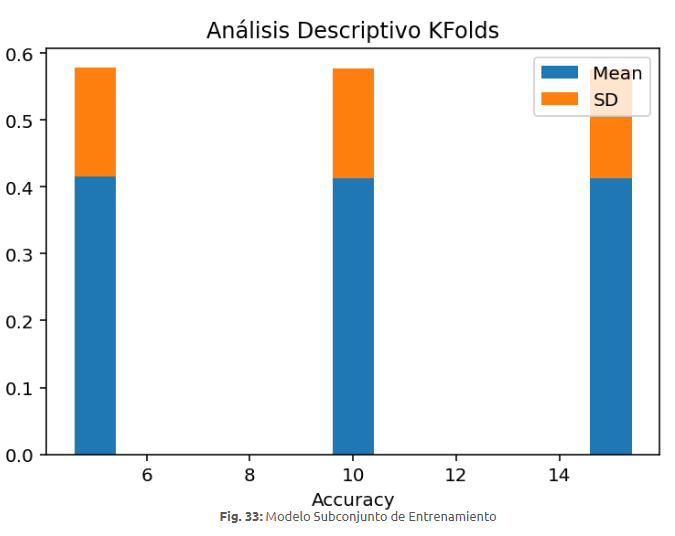 Análisis Descriptivo KFolds
0.6
0.5
0.4
0.3
0.2
0.1
0.0
Mean
SD
6 8 10 12 14
Accuracy
Fig. 33: Modelo Subconjunto de Entrenamiento